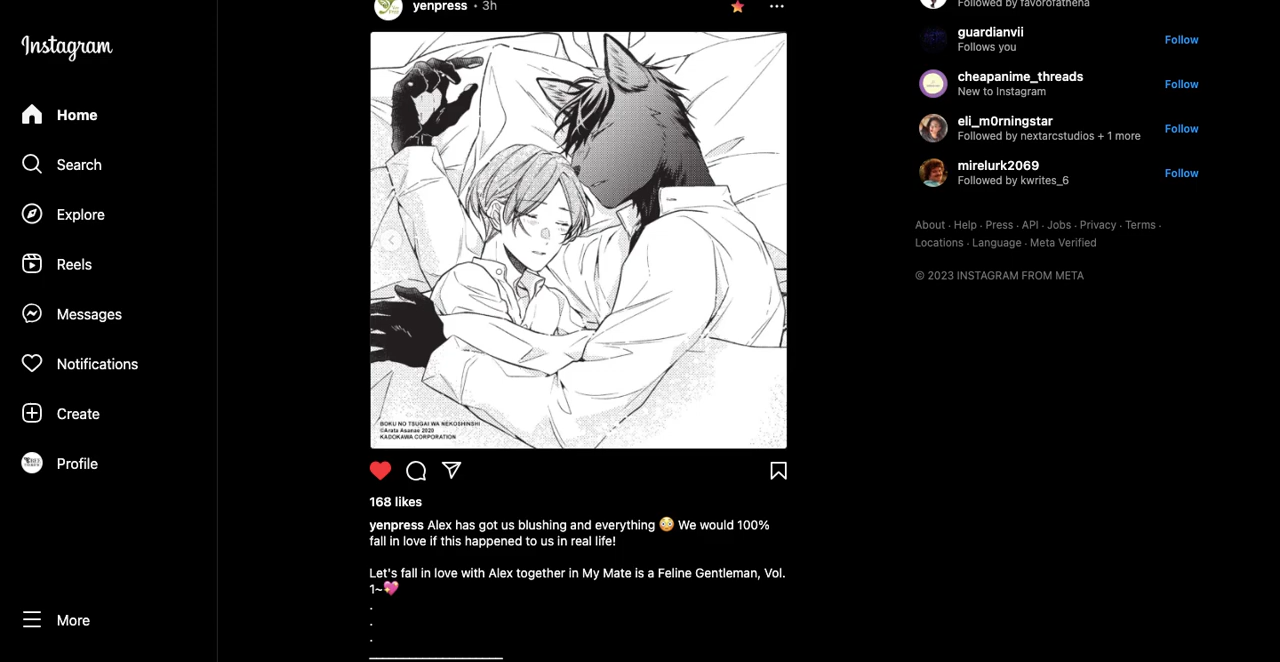 Instagram
Home
Search
Explore
Reels
Messages
Notifications
Create
Profile
More
yenpress • 3h
BOKU NO TSUGAI WA NEKOSHINSHI
©Arata Asanae 2020
KADOKAWA CORPORATION
168 likes
yenpress Alex has got us blushing and everything 😳 We would 100%
fall in love if this happened to us in real life!
Let's fall in love with Alex together in My Mate is a Feline Gentleman, Vol.
1~💖
.
.
.
Followed by favorofathena
guardianvii
Follows you
Follow
cheapanime_threads
New to Instagram
Follow
eli_m0rningstar
Followed by nextarcstudios + 1 more
Follow
mirelurk2069
Followed by kwrites_6
Follow
About · Help · Press · API · Jobs · Privacy · Terms ·
Locations · Language · Meta Verified
© 2023 INSTAGRAM FROM META